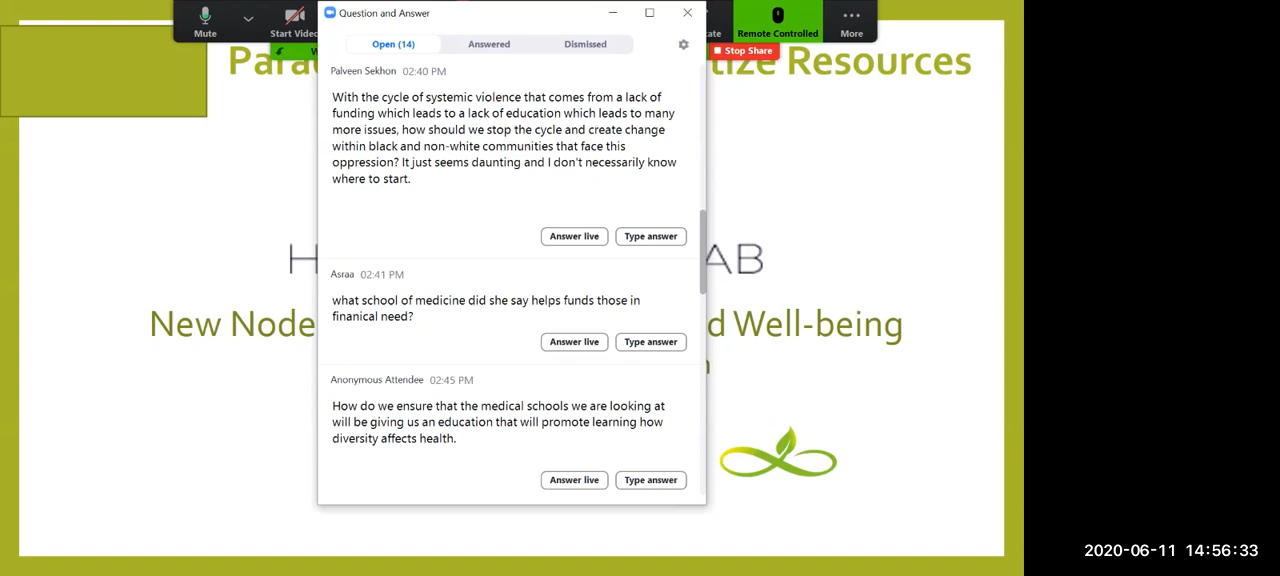 Question and Answer
Mute
Start Video
Remote Controlled
More
Stop Share
Open (14)
Answered
Dismissed
Resources
Palveen Sekhon 02:40 PM
With the cycle of systemic violence that comes from a lack of
funding which leads to a lack of education which leads to many
more issues, how should we stop the cycle and create change
within black and non-white communities that face this
oppression? It just seems daunting and I don't necessarily know
where to start.
Answer live
Type answer
Asraa 02:41 PM
what school of medicine did she say helps funds those in
finanical need?
Answer live
Type answer
New Node
d Well-being
Anonymous Attendee 02:45 PM
How do we ensure that the medical schools we are looking at
will be giving us an education that will promote learning how
diversity affects health.
Answer live
Type answer
2020-06-11 14:56:33